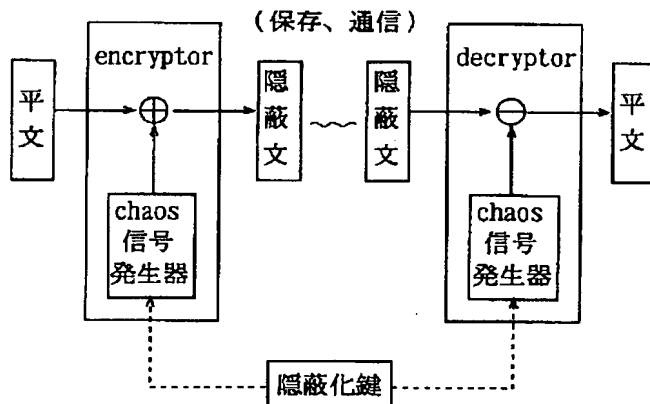 (保存、通信)
encryptor
decryptor
平文
隠蔽文
隠蔽文
平文
chaos
信号
発生器
chaos
信号
発生器
隠蔽化鍵